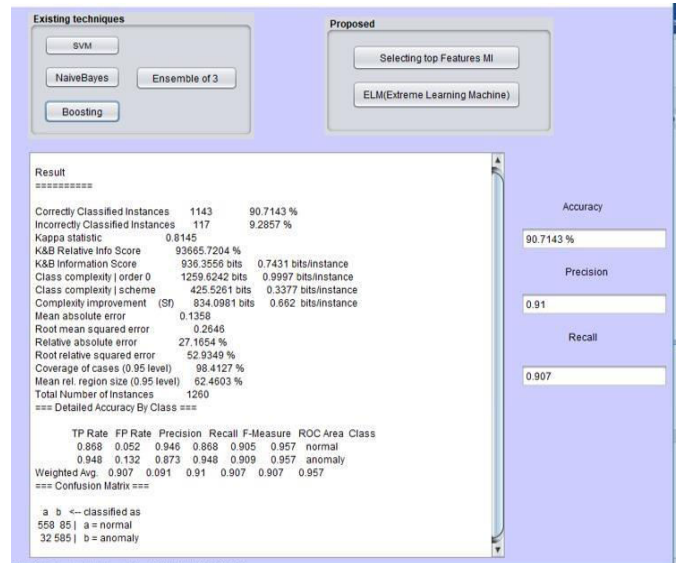 Existing techniques
SVM
NaiveBayes
Ensemble of 3
Boosting
Proposed
Selecting top Features MI
ELM(Extreme Learning Machine)
Result
==========
Correctly Classified Instances 1143 90.7143 %
Incorrectly Classified Instances 117 9.2857 %
Kappa statistic 0.8145
K&B Relative Info Score 93665.7204 %
K&B Information Score 936.3556 bits 0.7431 bits/instance
Class complexity | order 0 1259.6242 bits 0.9997 bits/instance
Class complexity | scheme 425.5261 bits 0.3377 bits/instance
Complexity improvement (Sf) 834.0981 bits 0.662 bits/instance
Mean absolute error 0.1358
Root mean squared error 0.2646
Relative absolute error 27.1654 %
Root relative squared error 52.9349 %
Coverage of cases (0.95 level) 98.4127 %
Mean rel. region size (0.95 level) 62.4603 %
Total Number of Instances 1260
=== Detailed Accuracy By Class ===
TP Rate FP Rate Precision Recall F-Measure ROC Area Class
0.868 0.052 0.946 0.868 0.905 0.957 normal
0.948 0.132 0.873 0.948 0.909 0.957 anomaly
Weighted Avg. 0.907 0.091 0.91 0.907 0.907 0.957
=== Confusion Matrix ===
a b <-- classified as
558 85 | a = normal
32 585 | b = anomaly
Accuracy
90.7143 %
Precision
0.91
Recall
0.907